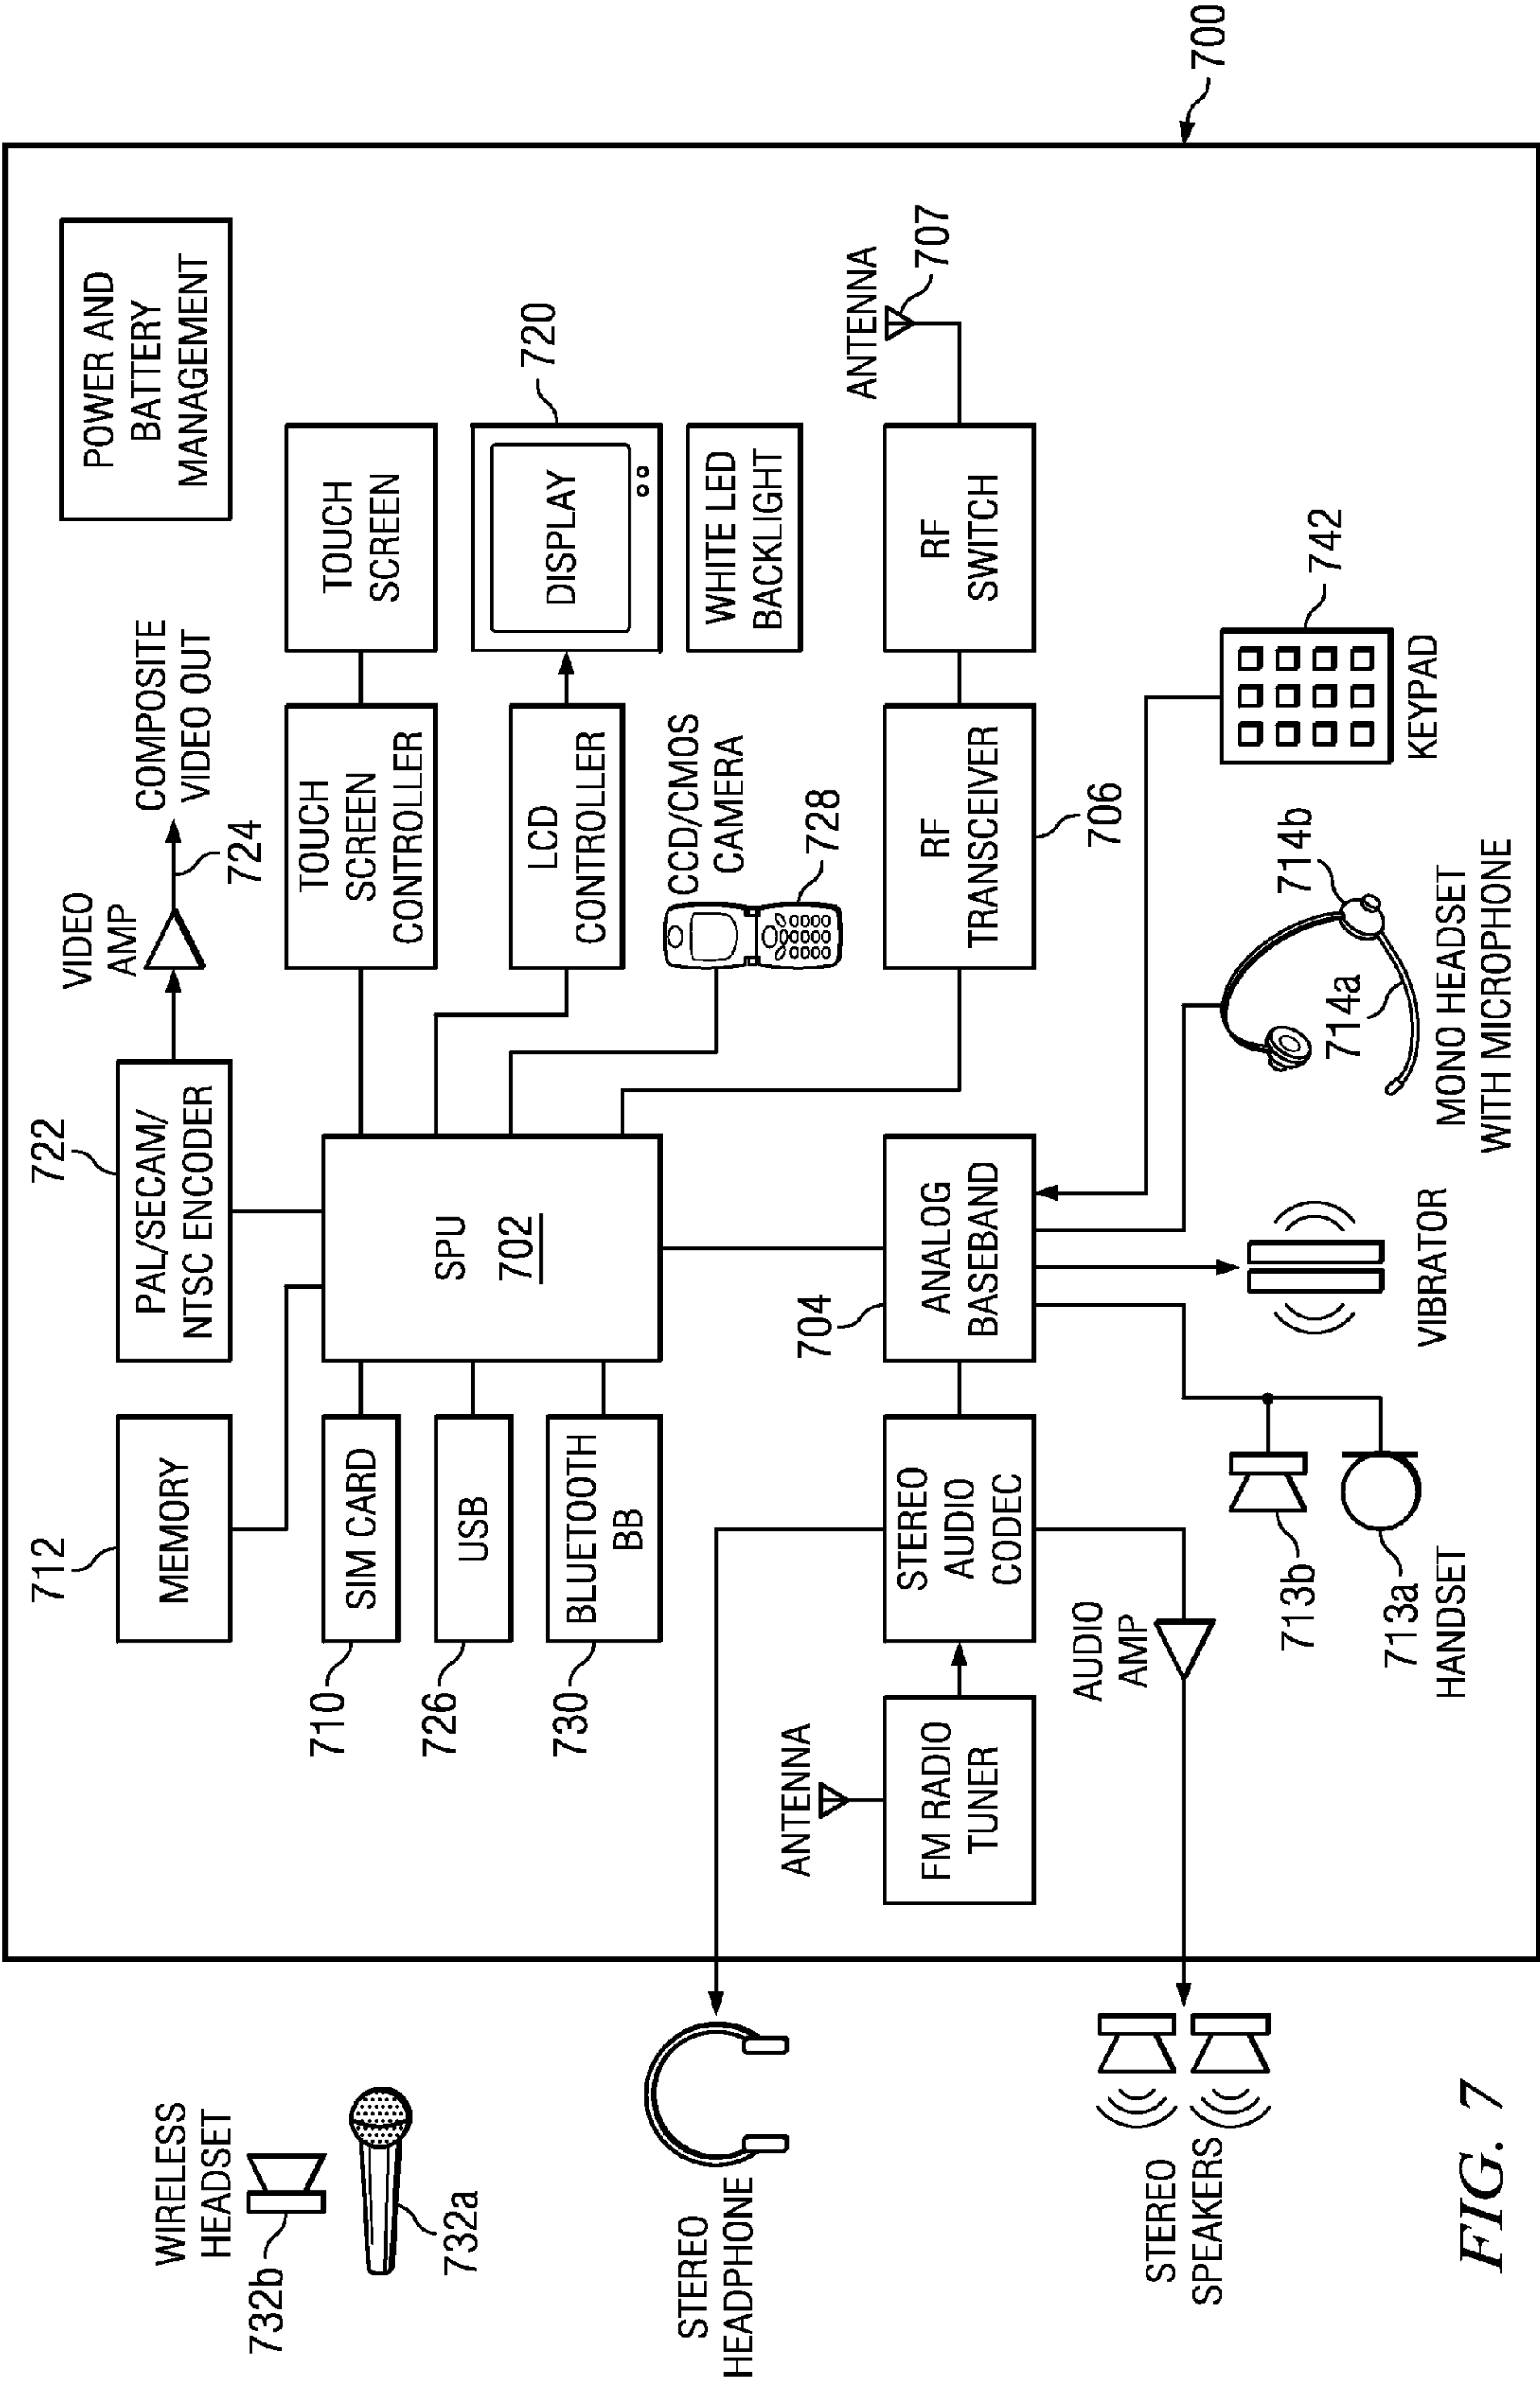 WIRELESS
HEADSET
732b
732a
STEREO
HEADPHONE
STEREO
SPEAKERS
712
MEMORY
722
PAL/SECAM/
NTSC ENCODER
VIDEO
AMP
724
COMPOSITE
VIDEO OUT
POWER AND
BATTERY
MANAGEMENT
710
SIM CARD
726
USB
730
BLUETOOTH
BB
SPU
702
TOUCH
SCREEN
CONTROLLER
TOUCH
SCREEN
LCD
CONTROLLER
DISPLAY
720
CCD/CMOS
CAMERA
728
WHITE LED
BACKLIGHT
ANTENNA
FM RADIO
TUNER
STEREO
AUDIO
CODEC
704
ANALOG
BASEBAND
RF
TRANSCEIVER
706
RF
SWITCH
ANTENNA
707
700
AUDIO
AMP
713b
713a
HANDSET
VIBRATOR
714a
714b
MONO HEADSET
WITH MICROPHONE
742
KEYPAD
FIG. 7